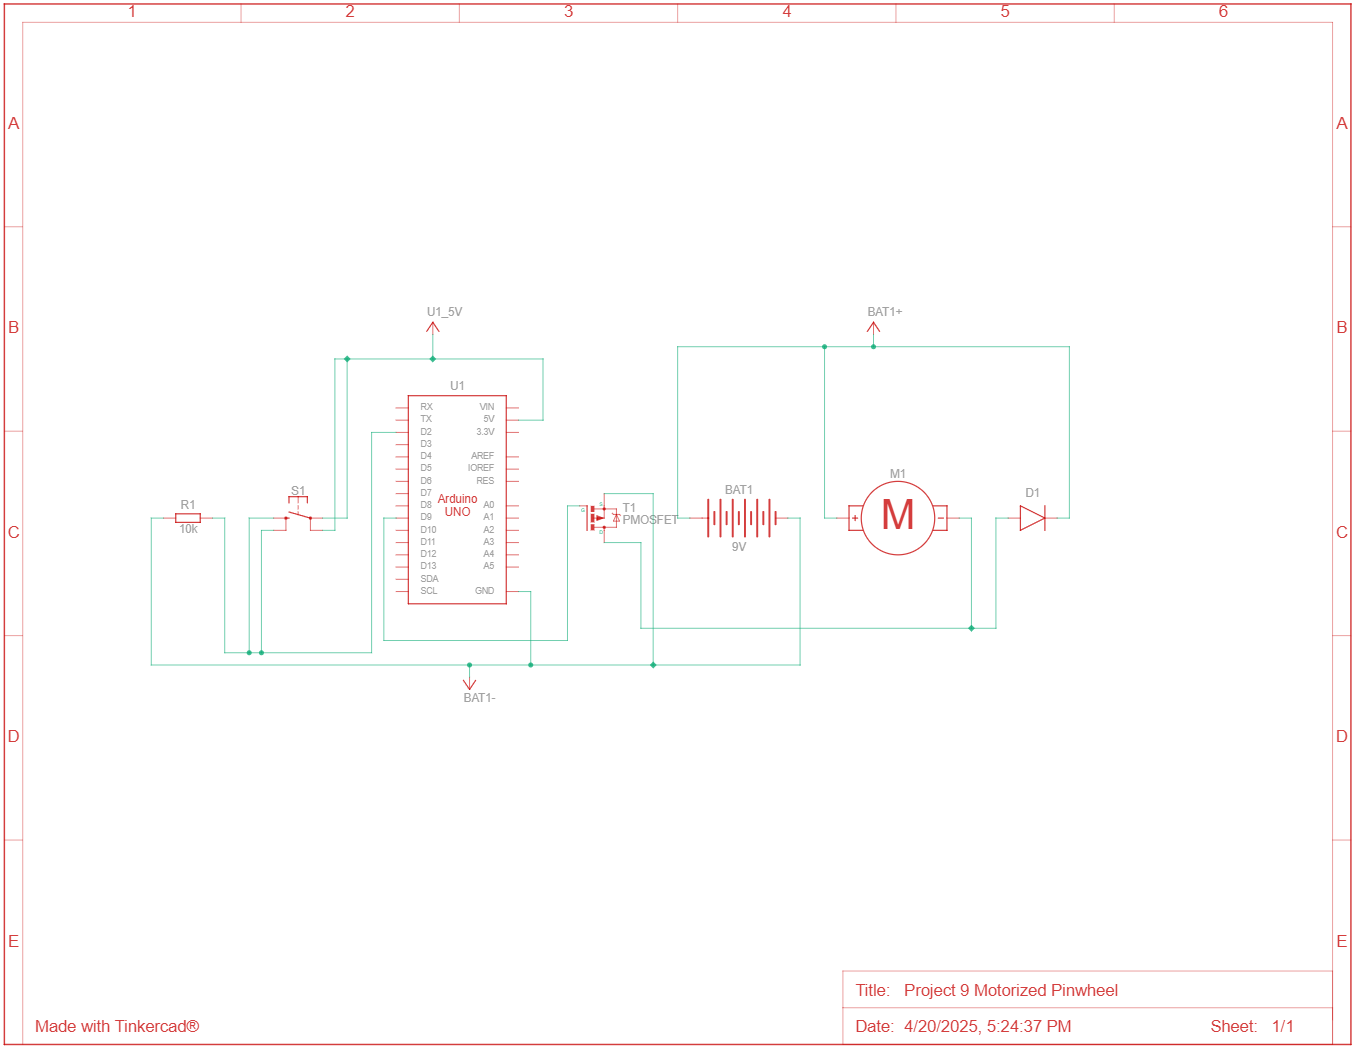 1 2 3 4 5 6
A A
B B
C C
D D
E E
U1_5V
BAT1+
U1
RX VIN
TX 5V
D2 3.3V
D3
D4 AREF
D5 IOREF
D6 RES
D7
D8 A0
D9 A1
D10 A2
D11 A3
D12 A4
D13 A5
SDA
SCL GND
Arduino
UNO
R1
10k
S1
T1
PMOSFET
G
S
D
BAT1
9V
M1
+ M -
D1
BAT1-
Title: Project 9 Motorized Pinwheel
Date: 4/20/2025, 5:24:37 PM Sheet: 1/1
Made with Tinkercad®